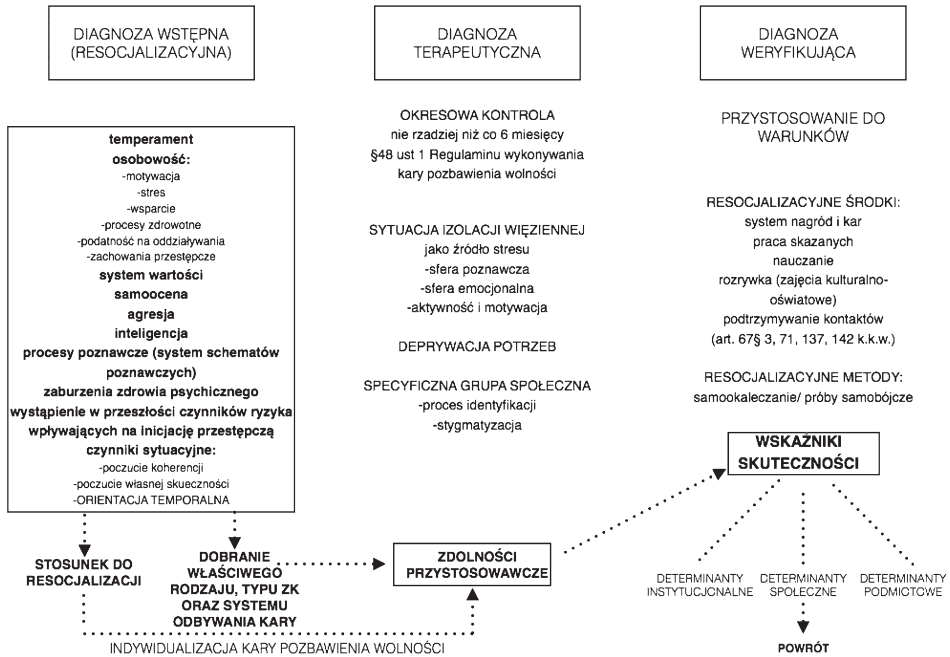 DIAGNOZA WSTĘPNA
(RESOCJALIZACYJNA)
temperament
osobowość:
-motywacja
-stres
-wsparcie
-procesy zdrowotne
-podatność na oddziaływania
-zachowania przestępcze
system wartości
samoocena
agresja
inteligencja
procesy poznawcze (system schematów
poznawczych)
zaburzenia zdrowia psychicznego
wystąpienie w przeszłości czynników ryzyka
wpływających na inicjację przestępczą
czynniki sytuacyjne:
-poczucie koherencji
-poczucie własnej skueczności
-ORIENTACJA TEMPORALNA
STOSUNEK DO
RESOCJALIZACJI
DOBRANIE
WŁAŚCIWEGO
RODZAJU, TYPU ZK
ORAZ SYSTEMU
ODBYWANIA KARY
INDYWIDUALIZACJA KARY POZBAWIENIA WOLNOŚCI
DIAGNOZA
TERAPEUTYCZNA
OKRESOWA KONTROLA
nie rzadziej niż co 6 miesięcy
§48 ust 1 Regulaminu wykonywania
kary pozbawienia wolności
SYTUACJA IZOLACJI WIĘZIENNEJ
jako źródło stresu
-sfera poznawcza
-sfera emocjonalna
-aktywność i motywacja
DEPRYWACJA POTRZEB
SPECYFICZNA GRUPA SPOŁECZNA
-proces identyfikacji
-stygmatyzacja
ZDOLNOŚCI
PRZYSTOSOWAWCZE
DIAGNOZA
WERYFIKUJĄCA
PRZYSTOSOWANIE DO
WARUNKÓW
RESOCJALIZACYJNE ŚRODKI:
system nagród i kar
praca skazanych
nauczanie
rozrywka (zajęcia kulturalno-
oświatowe)
podtrzymywanie kontaktów
(art. 67§ 3, 71, 137, 142 k.k.w.)
RESOCJALIZACYJNE METODY:
samookaleczanie/ próby samobójcze
WSKAŹNIKI
SKUTECZNOŚCI
DETERMINANTY
INSTYTUCJONALNE
DETERMINANTY
SPOŁECZNE
DETERMINANTY
PODMIOTOWE
POWRÓT